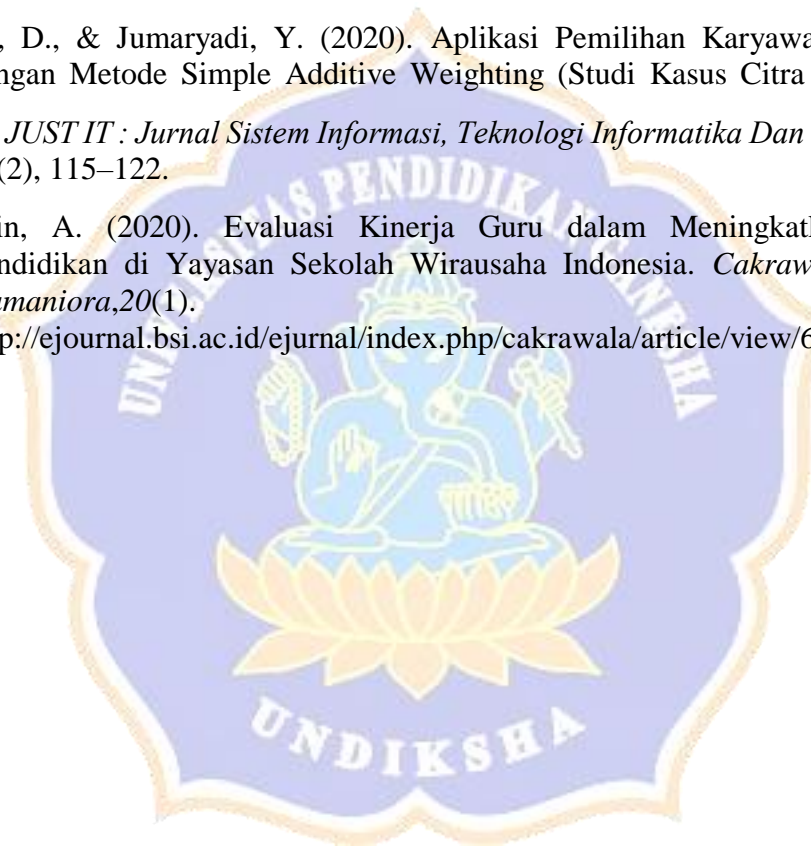 , D., & Jumaryadi, Y. (2020). Aplikasi Pemilihan Karyawa
ngan Metode Simple Additive Weighting (Studi Kasus Citra
JUST IT : Jurnal Sistem Informasi, Teknologi Informatika Dan
(2), 115–122.
in, A. (2020). Evaluasi Kinerja Guru dalam Meningkatk
ndidikan di Yayasan Sekolah Wirausaha Indonesia. Cakraw
umaniora,20(1).
p://ejournal.bsi.ac.id/ejurnal/index.php/cakrawala/article/view/6
UNIVERSITAS PENDIDIKAN GANESHA
UNDIKSHA